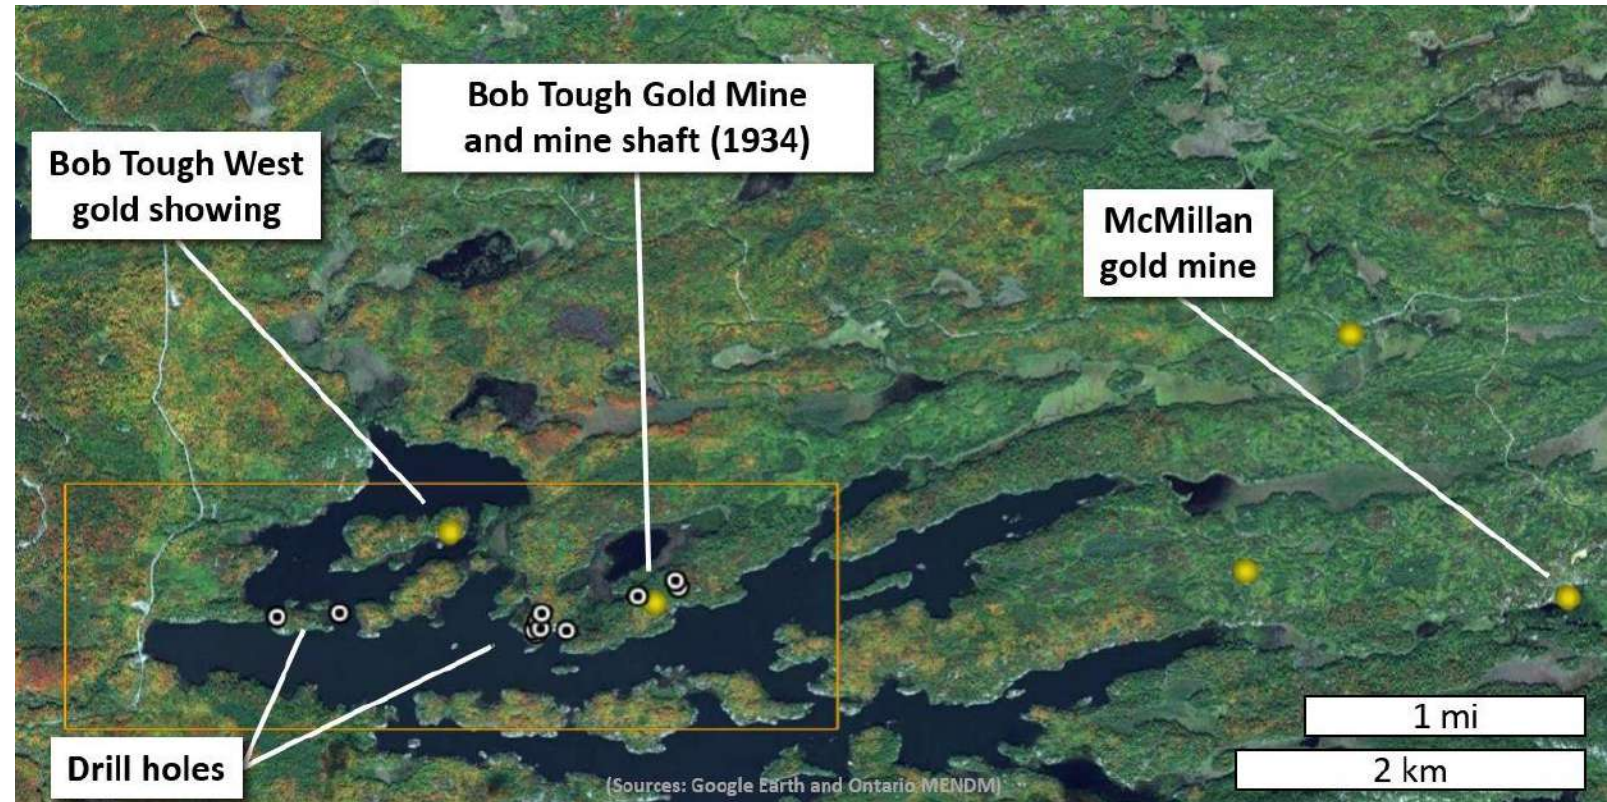 Bob Tough Gold Mine
and mine shaft (1934)
Bob Tough West
gold showing
McMillan
gold mine
Drill holes
1 mi
2 km
(Sources: Google Earth and Ontario MENDM)